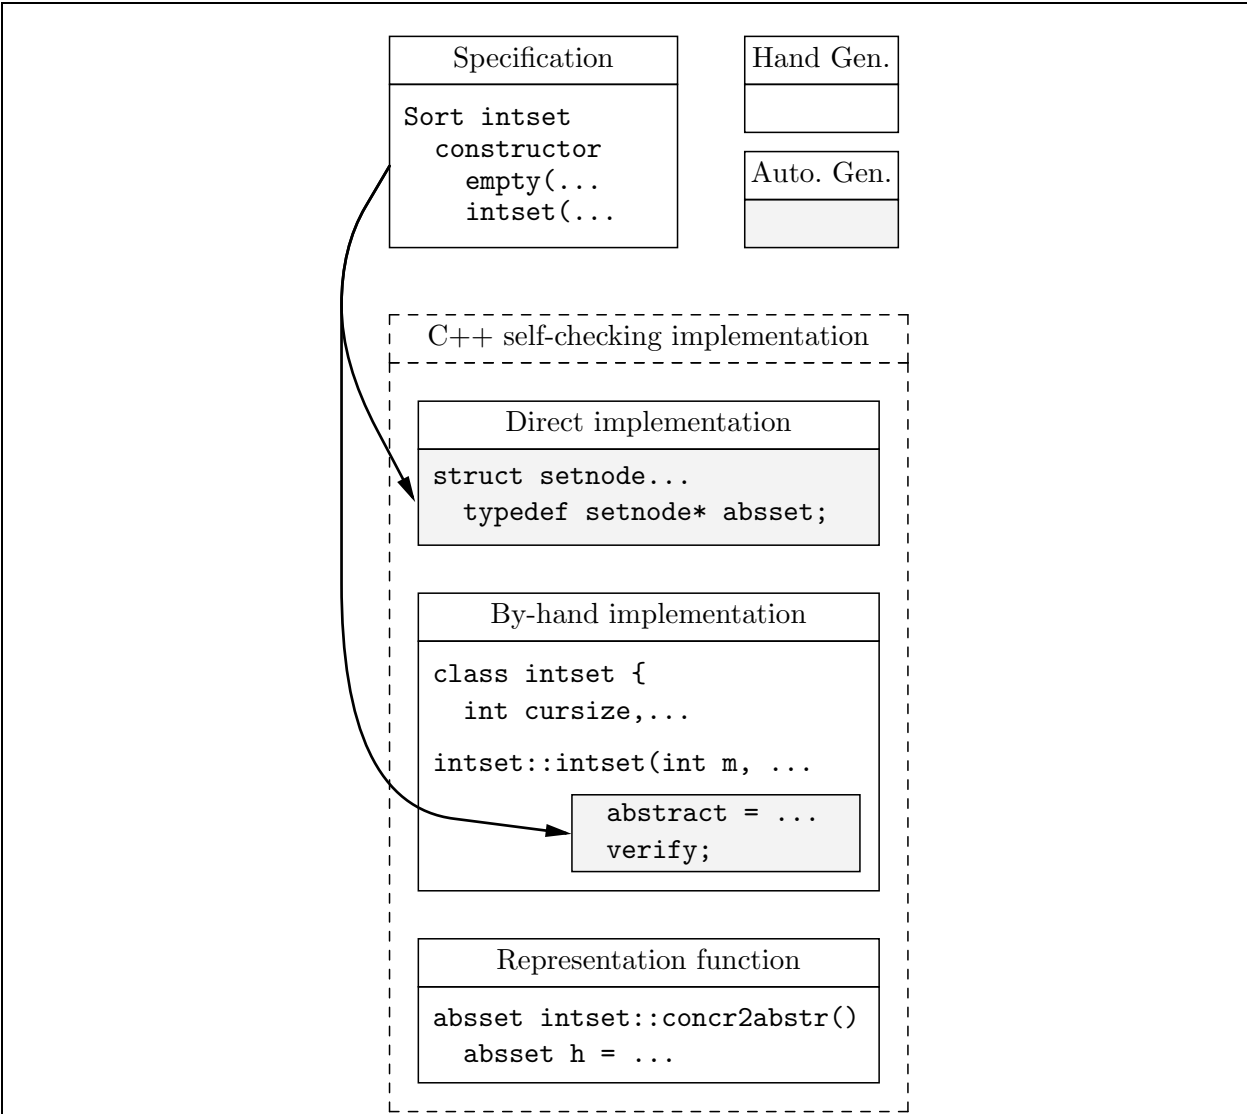 Specification
Sort intset
constructor
empty(...
intset(...
Hand Gen.
Auto. Gen.
C++ self-checking implementation
Direct implementation
struct setnode...
typedef setnode* absset;
By-hand implementation
class intset {
int cursize,...
intset::intset(int m, ...
abstract = ...
verify;
Representation function
absset intset::concr2abstr()
absset h = ...